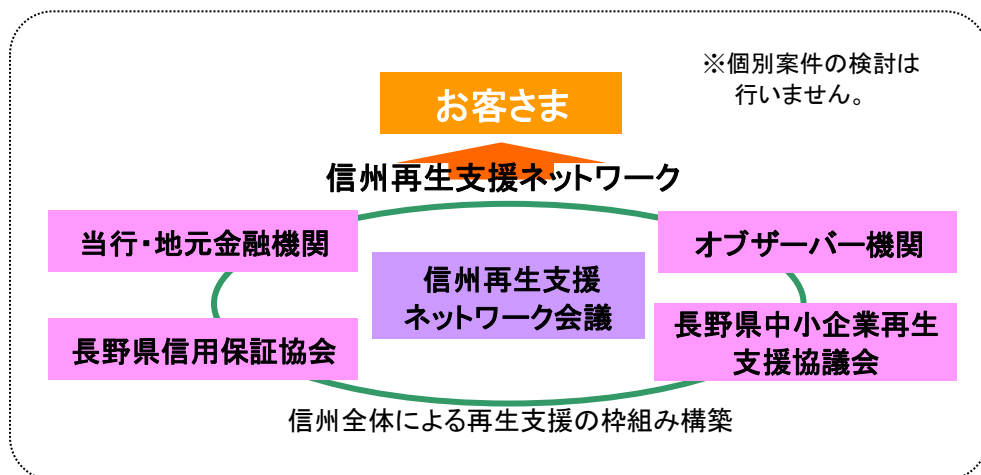 ※個別案件の検討は
行いません。
お客さま
信州再生支援ネットワーク
当行・地元金融機関
オブザーバー機関
信州再生支援
ネットワーク会議
長野県信用保証協会
長野県中小企業再生
支援協議会
信州全体による再生支援の枠組み構築